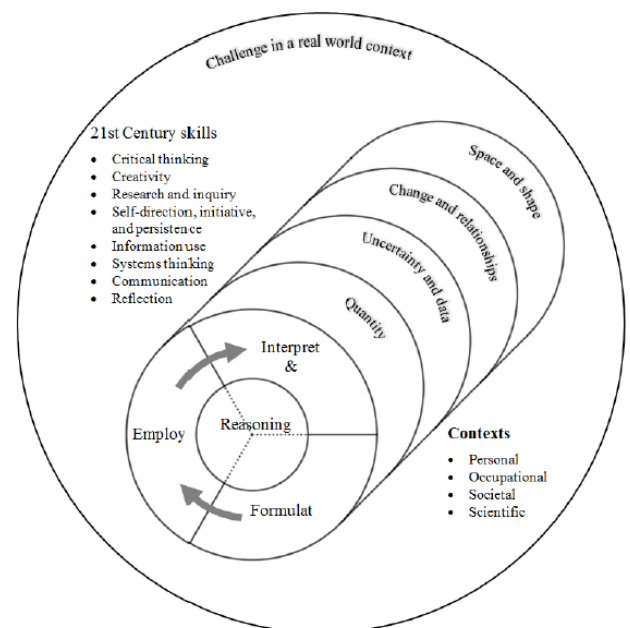 Challenge in a real world context
21st Century skills
• Critical thinking
• Creativity
• Research and inquiry
• Self-direction, initiative,
and persistence
• Information use
• Systems thinking
• Communication
• Reflection
Space and shape
Change and relationships
Uncertainty and data
Quantity
Interpret
&
Reasoning
Employ
Formulat
Contexts
• Personal
• Occupational
• Societal
• Scientific